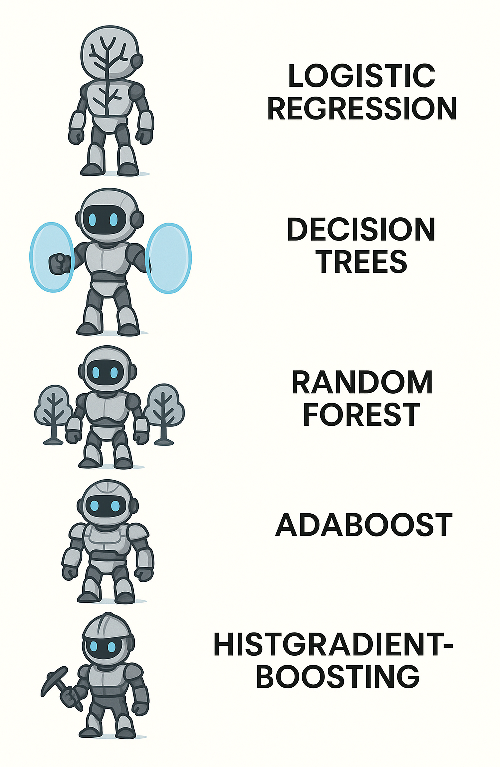 LOGISTIC
REGRESSION
DECISION
TREES
RANDOM
FOREST
ADABOOST
HISTGRADIENT-
BOOSTING